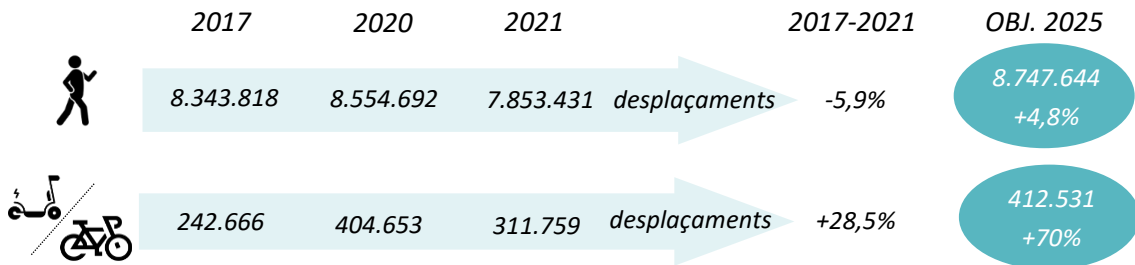 2017 2020 2021 2017-2021 OBJ. 2025
8.343.818 8.554.692 7.853.431 desplaçaments -5,9% 8.747.644
+4,8%
242.666 404.653 311.759 desplaçaments +28,5% 412.531
+70%